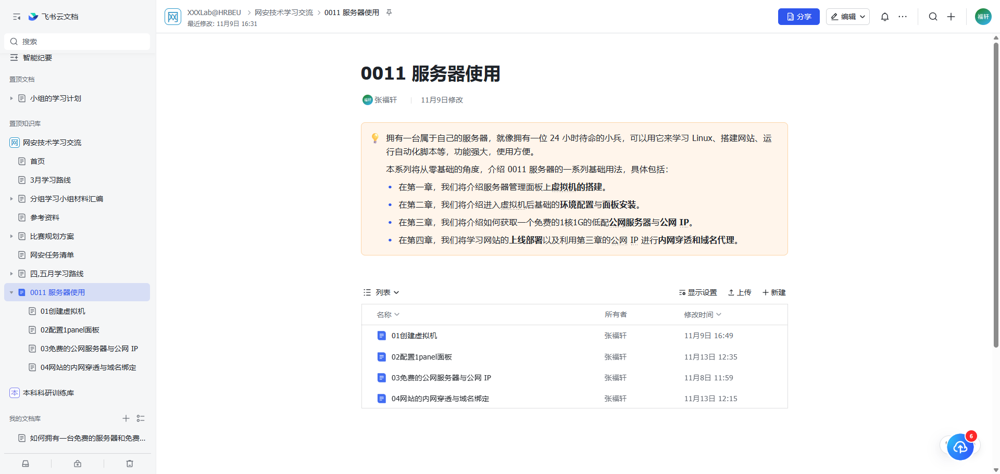 飞书云文档
搜索
智能纪要
置顶文档
小组的学习计划
置顶知识库
网 网安技术学习交流
首页
3月学习路线
分组学习小组材料汇编
参考资料
比赛规划方案
网安任务清单
四,五月学习路线
0011 服务器使用
01创建虚拟机
02配置1panel面板
03免费的公网服务器与公网 IP
04网站的内网穿透与域名绑定
本 本科科研训练库
我的文档库
如何拥有一台免费的服务器和免费...
网
XXXLab@HRBEU > 网安技术学习交流 > 0011 服务器使用
最近修改: 11月9日 16:31
分享
编辑
福轩
0011 服务器使用
福轩 张福轩 | 11月9日修改
拥有一台属于自己的服务器，就像拥有一位 24 小时待命的小兵，可以用它来学习 Linux、搭建网站、运
行自动化脚本等，功能强大，使用方便。
本系列将从零基础的角度，介绍 0011 服务器的一系列基础用法，具体包括：
• 在第一章，我们将介绍服务器管理面板上虚拟机的搭建。
• 在第二章，我们将介绍进入虚拟机后基础的环境配置与面板安装。
• 在第三章，我们将介绍如何获取一个免费的1核1G的低配公网服务器与公网 IP。
• 在第四章，我们将学习网站的上线部署以及利用第三章的公网 IP 进行内网穿透和域名代理。
列表
显示设置 上传 新建
名称 所有者 修改时间
01创建虚拟机 张福轩 11月9日 16:49
02配置1panel面板 张福轩 11月13日 12:35
03免费的公网服务器与公网 IP 张福轩 11月8日 11:59
04网站的内网穿透与域名绑定 张福轩 11月13日 12:15
6